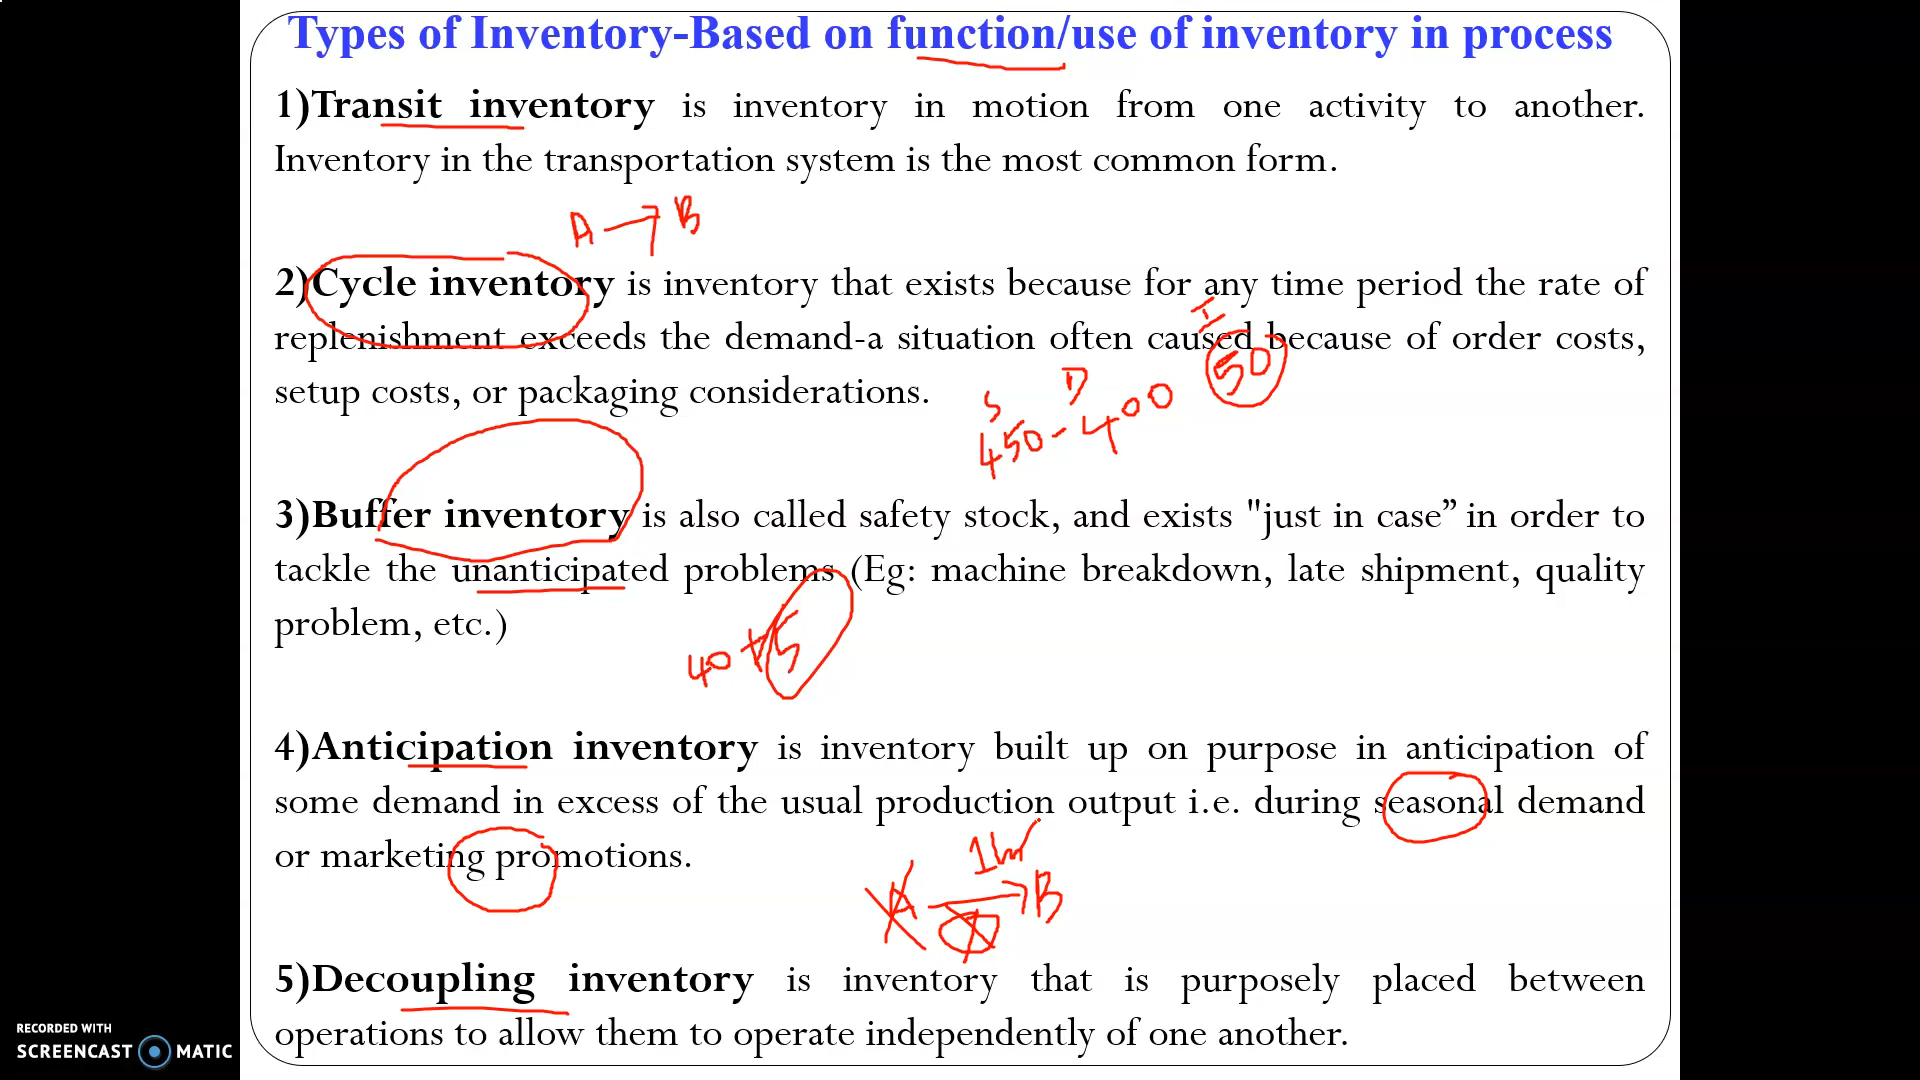 Types of Inventory-Based on function/use of inventory in process
1)Transit inventory is inventory in motion from one activity to another.
Inventory in the transportation system is the most common form.
A B
2)Cycle inventory is inventory that exists because for any time period the rate of
I
replenishment exceeds the demand-a situation often caused because of order costs,
50
setup costs, or packaging considerations.
S D
450-400
3)Buffer inventory is also called safety stock, and exists "just in case” in order to
tackle the unanticipated problems (Eg: machine breakdown, late shipment, quality
problem, etc.)
40+5
4)Anticipation inventory is inventory built up on purpose in anticipation of
some demand in excess of the usual production output i.e. during seasonal demand
or marketing promotions.
1hr
A B
5)Decoupling inventory is inventory that is purposely placed between
operations to allow them to operate independently of one another.
RECORDED WITH
SCREENCAST MATIC